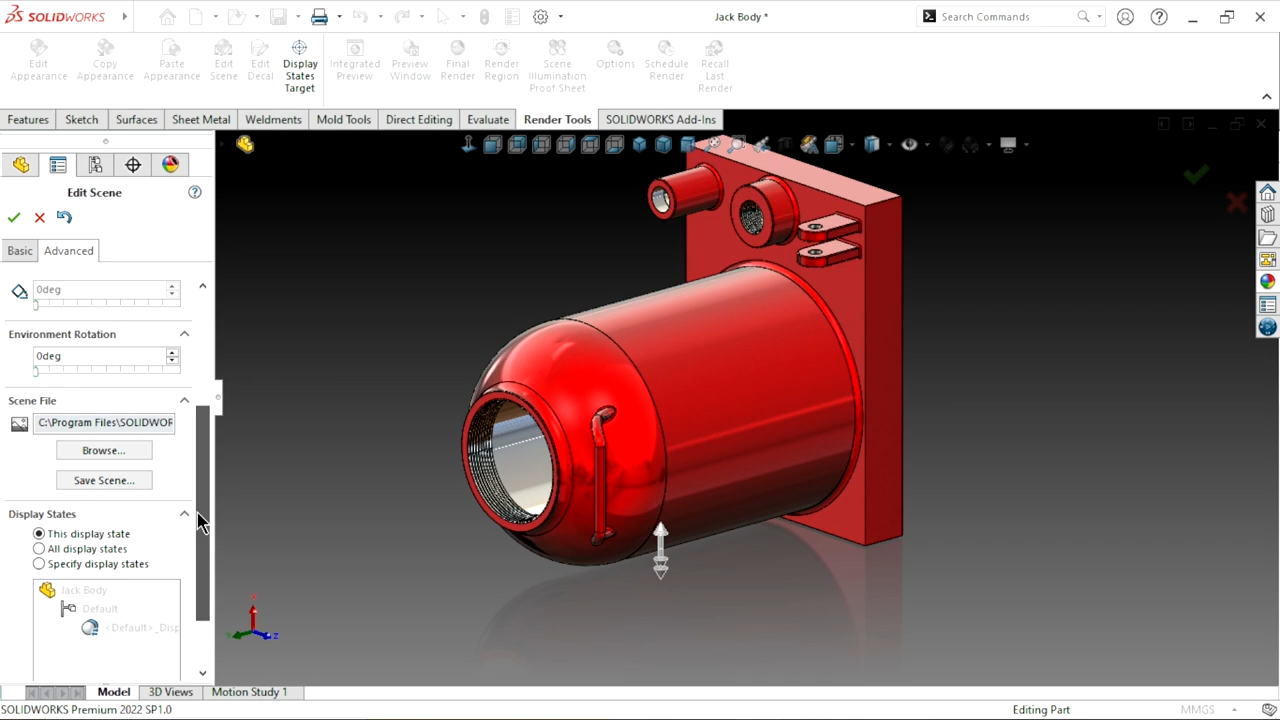 SOLIDWORKS
Jack Body *
Search Commands
Edit Appearance
Copy Appearance
Paste Appearance
Edit Scene
Edit Decal
Display States Target
Integrated Preview
Preview Window
Final Render
Render Region
Scene Illumination Proof Sheet
Options
Schedule Render
Recall Last Render
Features
Sketch
Surfaces
Sheet Metal
Weldments
Mold Tools
Direct Editing
Evaluate
Render Tools
SOLIDWORKS Add-Ins
Edit Scene
Basic
Advanced
0deg
Environment Rotation
0deg
Scene File
C:\Program Files\SOLIDWOR
Browse...
Save Scene...
Display States
This display state
All display states
Specify display states
Jack Body
Default
<Default>_Disp
Model
3D Views
Motion Study 1
SOLIDWORKS Premium 2022 SP1.0
Editing Part
MMGS